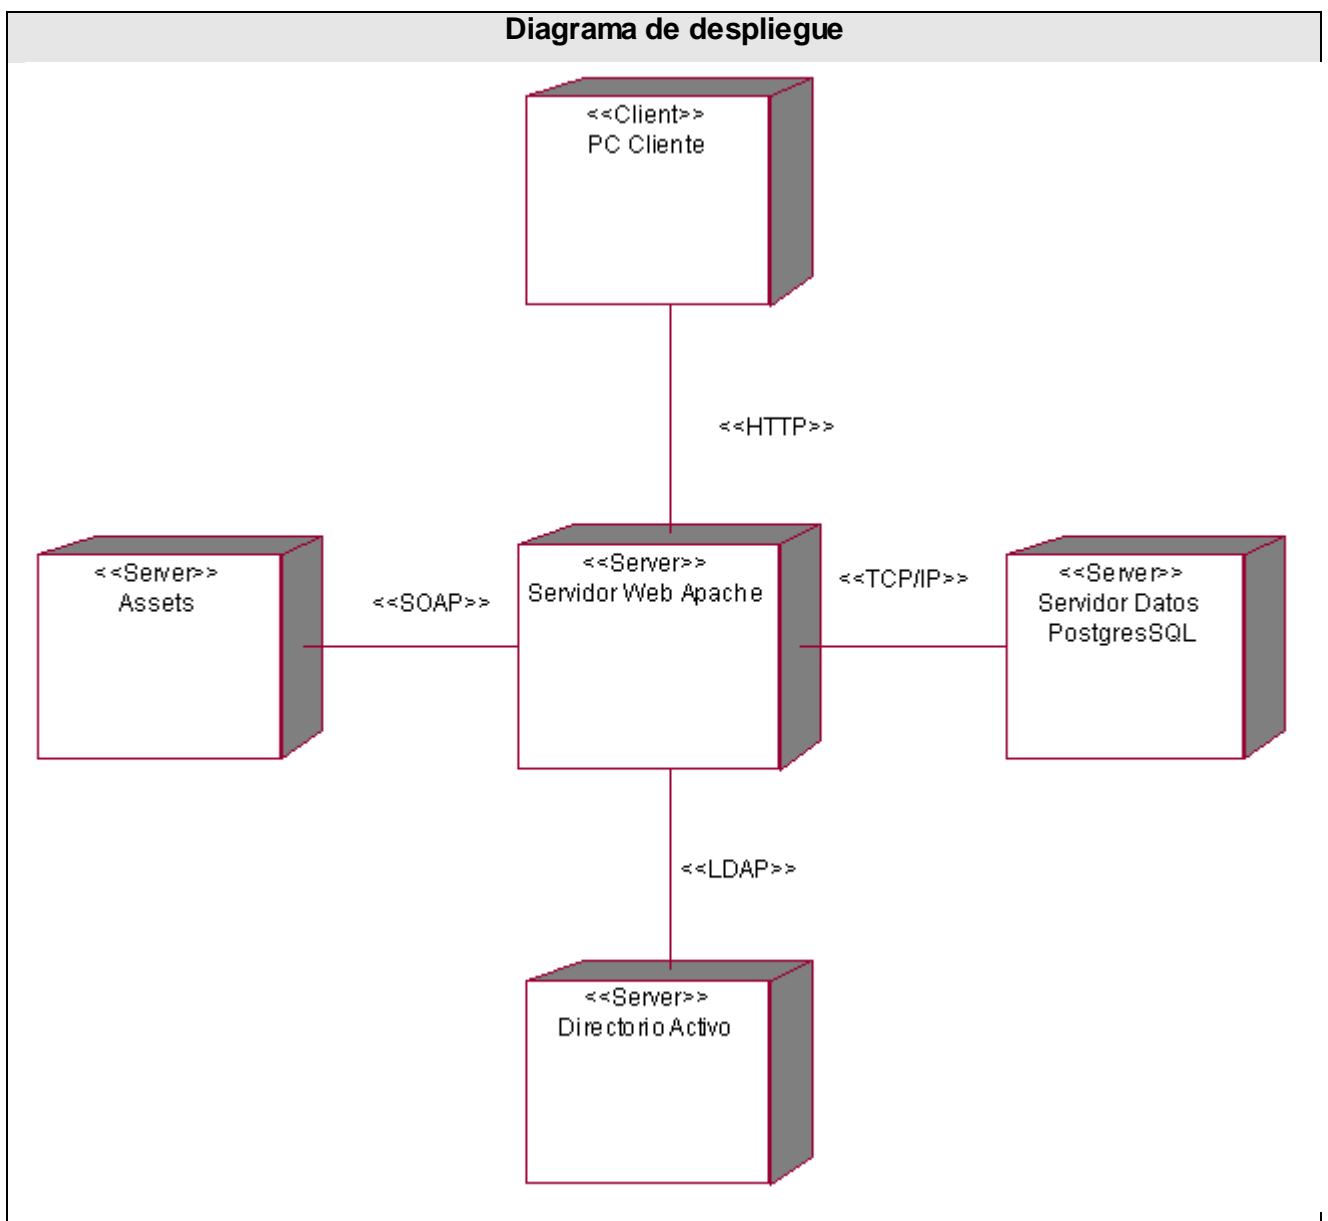 Diagrama de despliegue
<<Client>>
PC Cliente
<<HTTP>>
<<Server>>
Assets
<<SOAP>>
<<Server>>
Servidor Web Apache
<<TCP/IP>>
<<Server>>
Servidor Datos
PostgresSQL
<<LDAP>>
<<Server>>
Directorio Activo